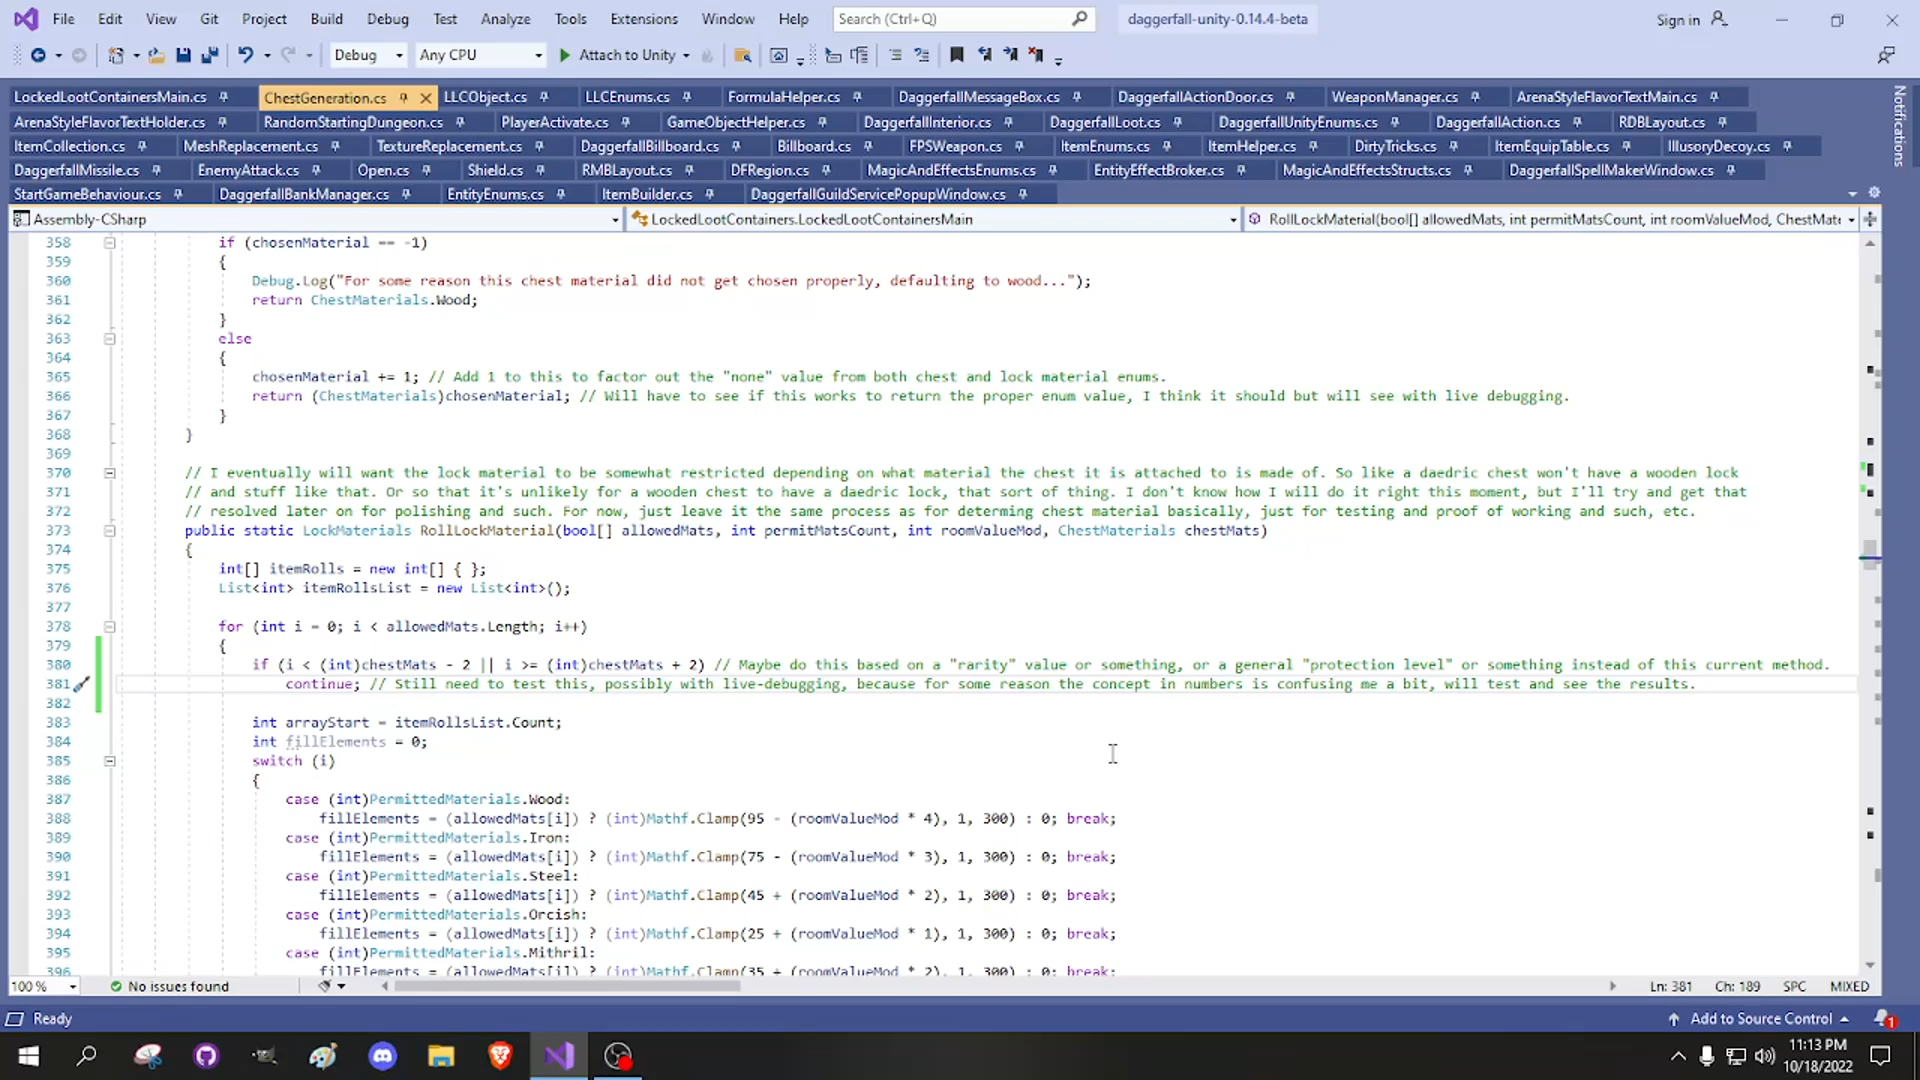 File Edit View Git Project Build Debug Test Analyze Tools Extensions Window Help Search (Ctrl+Q) daggerfall-unity-0.14.4-beta Sign in
Debug Any CPU Attach to Unity
LockedLootContainersMain.cs ChestGeneration.cs LLCObject.cs LLCEnums.cs FormulaHelper.cs DaggerfallMessageBox.cs DaggerfallActionDoor.cs WeaponManager.cs ArenaStyleFlavorTextMain.cs
ArenaStyleFlavorTextHolder.cs RandomStartingDungeon.cs PlayerActivate.cs GameObjectHelper.cs DaggerfallInterior.cs DaggerfallLoot.cs DaggerfallUnityEnums.cs DaggerfallAction.cs RDBLayout.cs
ItemCollection.cs MeshReplacement.cs TextureReplacement.cs DaggerfallBillboard.cs Billboard.cs FPSWeapon.cs ItemEnums.cs ItemHelper.cs DirtyTricks.cs ItemEquipTable.cs IllusoryDecoy.cs
DaggerfallMissile.cs EnemyAttack.cs Open.cs Shield.cs RMBLayout.cs DFRegion.cs MagicAndEffectsEnums.cs EntityEffectBroker.cs MagicAndEffectsStructs.cs DaggerfallSpellMakerWindow.cs
StartGameBehaviour.cs DaggerfallBankManager.cs EntityEnums.cs ItemBuilder.cs DaggerfallGuildServicePopupWindow.cs
Notifications
Assembly-CSharp LockedLootContainers.LockedLootContainersMain RollLockMaterial(bool[] allowedMats, int permitMatsCount, int roomValueMod, ChestMate
358 if (chosenMaterial == -1)
359 {
360 Debug.Log("For some reason this chest material did not get chosen properly, defaulting to wood...");
361 return ChestMaterials.Wood;
362 }
363 else
364 {
365 chosenMaterial += 1; // Add 1 to this to factor out the "none" value from both chest and lock material enums.
366 return (ChestMaterials)chosenMaterial; // Will have to see if this works to return the proper enum value, I think it should but will see with live debugging.
367 }
368 }
369
370 // I eventually will want the lock material to be somewhat restricted depending on what material the chest it is attached to is made of. So like a daedric chest won't have a wooden lock
371 // and stuff like that. Or so that it's unlikely for a wooden chest to have a daedric lock, that sort of thing. I don't know how I will do it right this moment, but I'll try and get that
372 // resolved later on for polishing and such. For now, just leave it the same process as for determing chest material basically, just for testing and proof of working and such, etc.
373 public static LockMaterials RollLockMaterial(bool[] allowedMats, int permitMatsCount, int roomValueMod, ChestMaterials chestMats)
374 {
375 int[] itemRolls = new int[] { };
376 List<int> itemRollsList = new List<int>();
377
378 for (int i = 0; i < allowedMats.Length; i++)
379 {
380 if (i < (int)chestMats - 2 || i >= (int)chestMats + 2) // Maybe do this based on a "rarity" value or something, or a general "protection level" or something instead of this current method.
381 continue; // Still need to test this, possibly with live-debugging, because for some reason the concept in numbers is confusing me a bit, will test and see the results.
382
383 int arrayStart = itemRollsList.Count;
384 int fillElements = 0;
385 switch (i)
386 {
387 case (int)PermittedMaterials.Wood:
388 fillElements = (allowedMats[i]) ? (int)Mathf.Clamp(95 - (roomValueMod * 4), 1, 300) : 0; break;
389 case (int)PermittedMaterials.Iron:
390 fillElements = (allowedMats[i]) ? (int)Mathf.Clamp(75 - (roomValueMod * 3), 1, 300) : 0; break;
391 case (int)PermittedMaterials.Steel:
392 fillElements = (allowedMats[i]) ? (int)Mathf.Clamp(45 + (roomValueMod * 2), 1, 300) : 0; break;
393 case (int)PermittedMaterials.Orcish:
394 fillElements = (allowedMats[i]) ? (int)Mathf.Clamp(25 + (roomValueMod * 1), 1, 300) : 0; break;
395 case (int)PermittedMaterials.Mithril:
396 fillElements = (allowedMats[i]) ? (int)Mathf.Clamp(35 + (roomValueMod * 2), 1, 300) : 0; break;
100 % No issues found Ln: 381 Ch: 189 SPC MIXED
Ready Add to Source Control 1
11:13 PM
10/18/2022